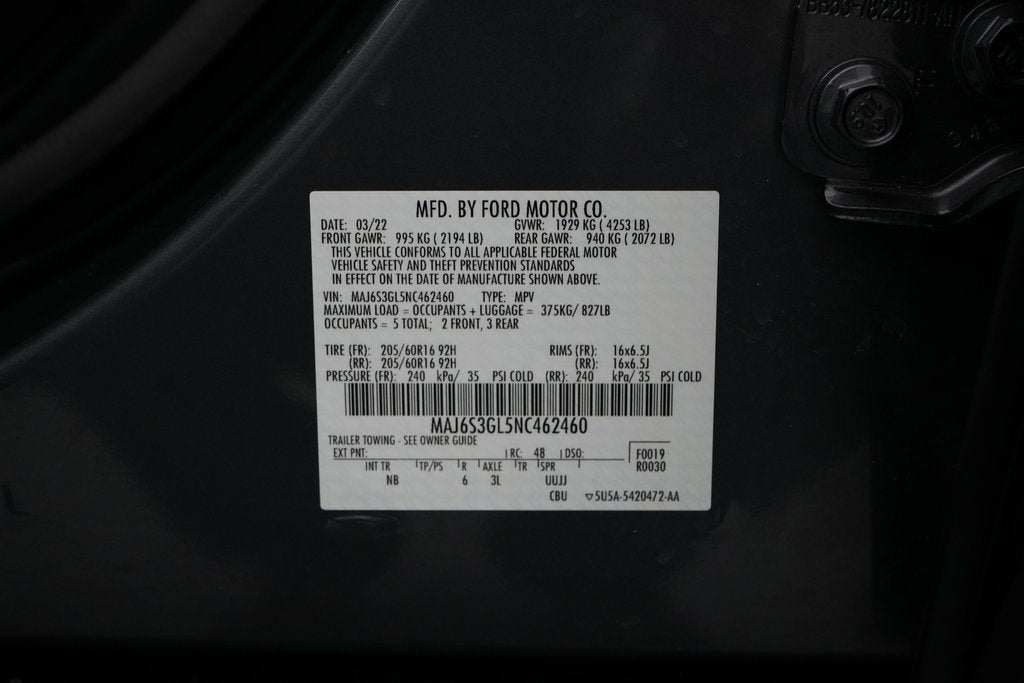 MFD. BY FORD MOTOR CO.
DATE: 03/22 GVWR: 1929 KG ( 4253 LB)
FRONT GAWR: 995 KG ( 2194 LB) REAR GAWR: 940 KG ( 2072 LB)
THIS VEHICLE CONFORMS TO ALL APPLICABLE FEDERAL MOTOR
VEHICLE SAFETY AND THEFT PREVENTION STANDARDS
IN EFFECT ON THE DATE OF MANUFACTURE SHOWN ABOVE.
VIN: MAJ6S3GL5NC462460 TYPE: MPV
MAXIMUM LOAD = OCCUPANTS + LUGGAGE = 375KG/ 827LB
OCCUPANTS = 5 TOTAL; 2 FRONT, 3 REAR
TIRE (FR): 205/60R16 92H RIMS (FR): 16x6.5J
(RR): 205/60R16 92H (RR): 16x6.5J
PRESSURE (FR): 240 kPa/ 35 PSI COLD (RR): 240 kPa/ 35 PSI COLD
MAJ6S3GL5NC462460
TRAILER TOWING - SEE OWNER GUIDE
EXT PNT: RC: 48 DSO: F0019
INT TR TP/PS R AXLE TR SPR R0030
NB 6 3L UUJJ
CBU 5U5A-5420472-AA